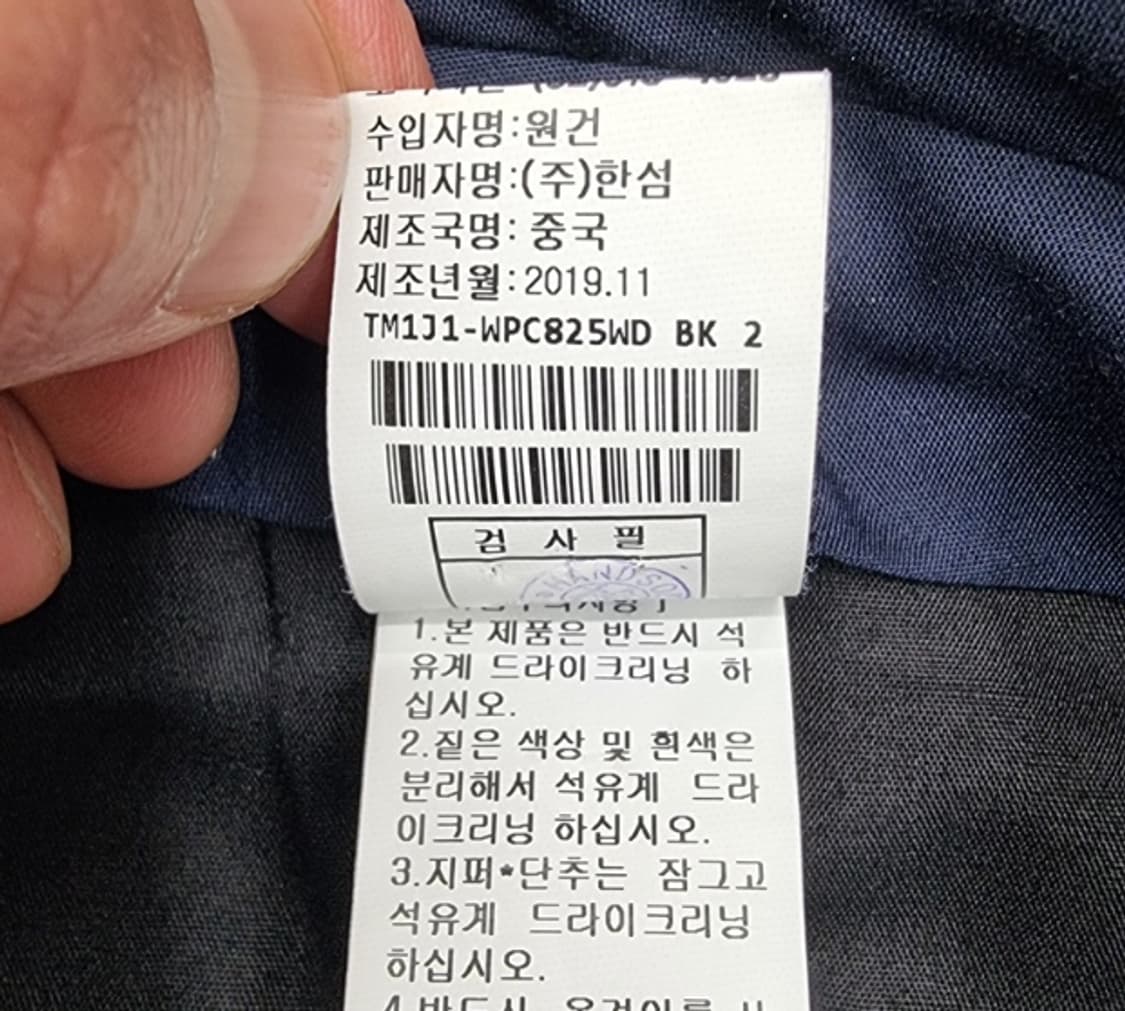 수입자명:원건
판매자명:(주)한섬
제조국명: 중국
제조년월:2019.11
TM1J1-WPC825WD BK 2
검 사 필
HANDSO
1.본 제품은 반드시 석
유계 드라이크리닝 하
십시오.
2.짙은 색상 및 흰색은
분리해서 석유계 드라
이크리닝 하십시오.
3.지퍼*단추는 잠그고
석유계 드라이크리닝
하십시오.